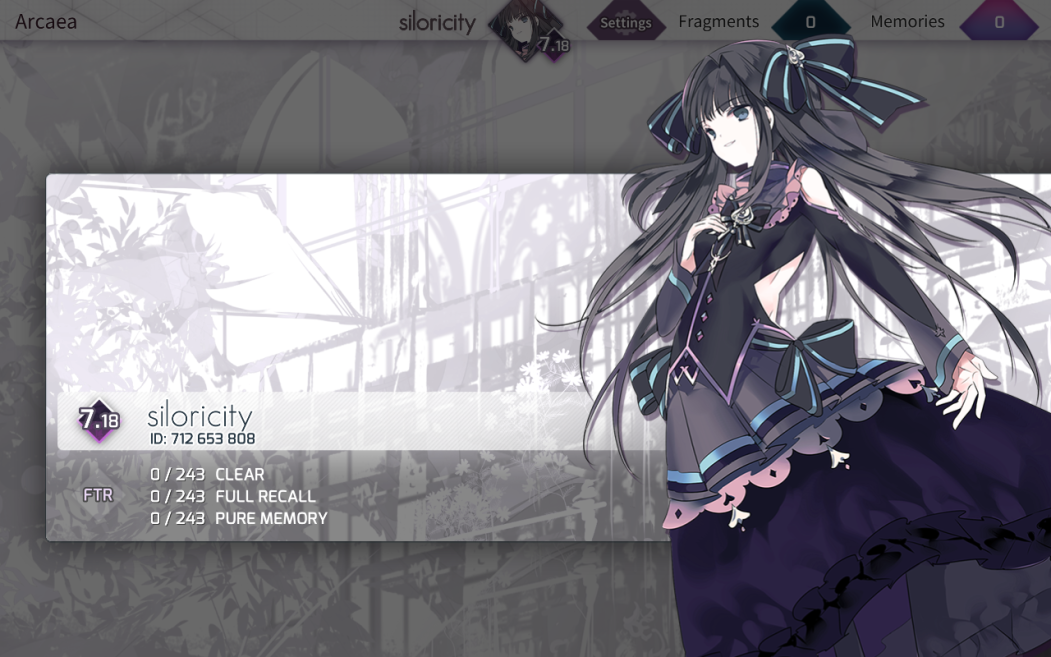 Arcaea
siloricity
7.18
Settings
Fragments
0
Memories
0
7.18
siloricity
ID: 712 653 808
FTR
0 / 243 CLEAR
0 / 243 FULL RECALL
0 / 243 PURE MEMORY